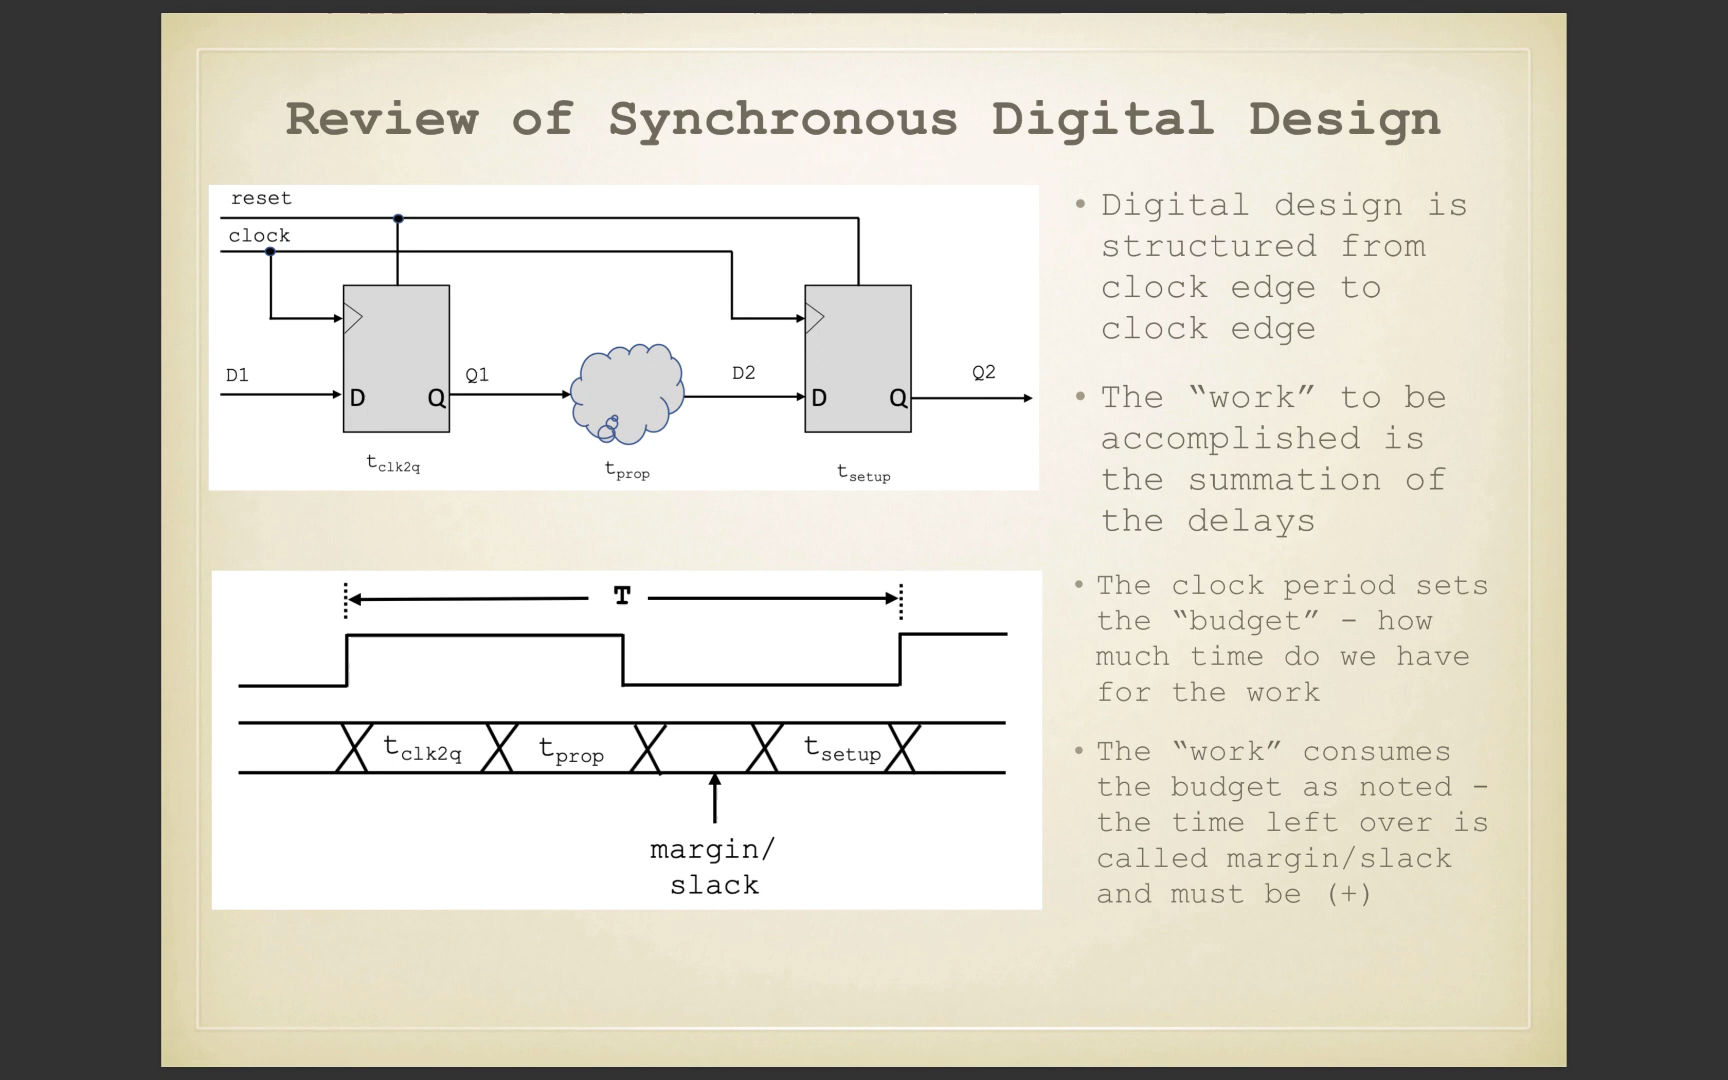 Review of Synchronous Digital Design
reset
clock
D1
D
Q
Q1
D2
D
Q
Q2
tclk2q
tprop
tsetup
T
tclk2q
tprop
tsetup
margin/
slack
• Digital design is
structured from
clock edge to
clock edge
• The “work” to be
accomplished is
the summation of
the delays
• The clock period sets
the “budget” - how
much time do we have
for the work
• The “work” consumes
the budget as noted -
the time left over is
called margin/slack
and must be (+)